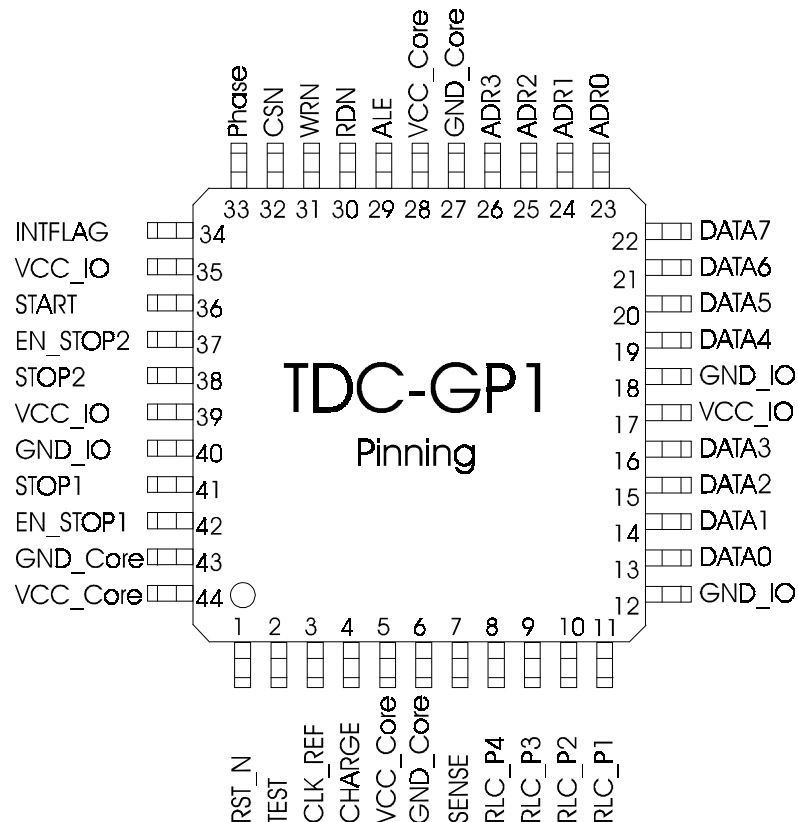 Phase
CSN
WRN
RDN
ALE
VCC_Core
GND_Core
ADR3
ADR2
ADR1
ADR0
33 32 31 30 29 28 27 26 25 24 23
INTFLAG 34
VCC_IO 35
START 36
EN_STOP2 37
STOP2 38
VCC_IO 39
GND_IO 40
STOP1 41
EN_STOP1 42
GND_Core 43
VCC_Core 44
TDC-GP1
Pinning
22 DATA7
21 DATA6
20 DATA5
19 DATA4
18 GND_IO
17 VCC_IO
16 DATA3
15 DATA2
14 DATA1
13 DATA0
12 GND_IO
1 2 3 4 5 6 7 8 9 10 11
RST_N
TEST
CLK_REF
CHARGE
VCC_Core
GND_Core
SENSE
RLC_P4
RLC_P3
RLC_P2
RLC_P1